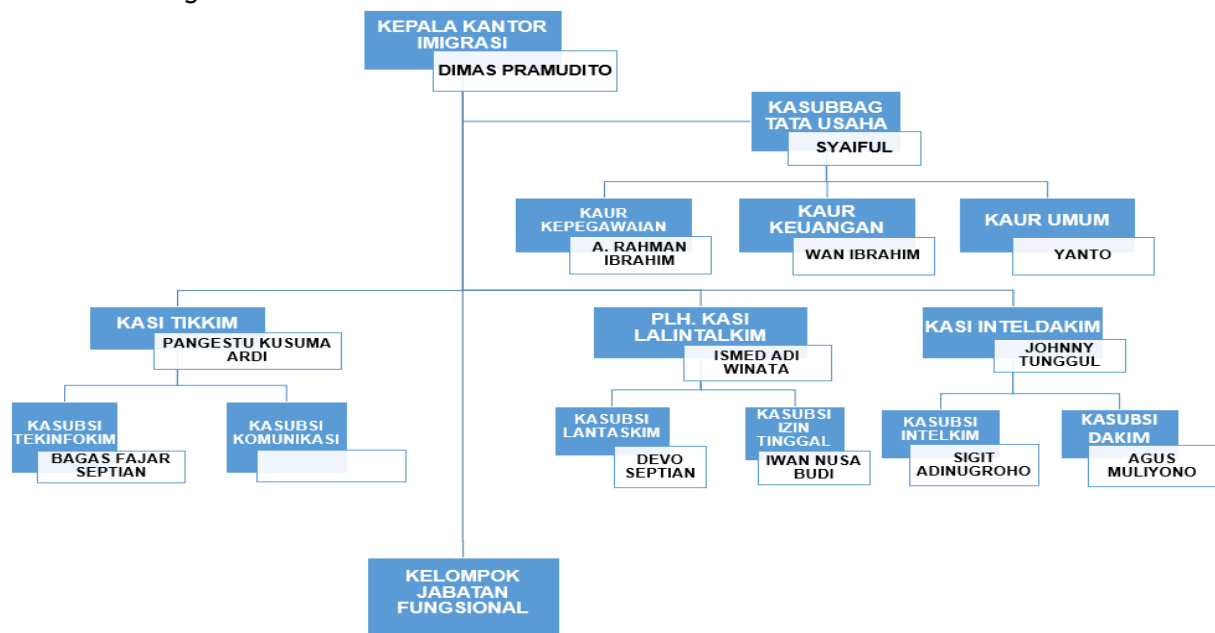 KEPALA KANTOR
IMIGRASI
DIMAS PRAMUDITO
KASUBBAG
TATA USAHA
SYAIFUL
KAUR
KEPEGAWAIAN
A. RAHMAN
IBRAHIM
KAUR
KEUANGAN
WAN IBRAHIM
KAUR UMUM
YANTO
KASI TIKKIM
PANGESTU KUSUMA
ARDI
PLH. KASI
LALINTALKIM
ISMED ADI
WINATA
KASI INTELDAKIM
JOHNNY
TUNGGUL
KASUBSI
TEKINFOKIM
BAGAS FAJAR
SEPTIAN
KASUBSI
KOMUNIKASI
KASUBSI
LANTASKIM
DEVO
SEPTIAN
KASUBSI
IZIN
TINGGAL
IWAN NUSA
BUDI
KASUBSI
INTELKIM
SIGIT
ADINUGROHO
KASUBSI
DAKIM
AGUS
MULIYONO
KELOMPOK
JABATAN
FUNGSIONAL